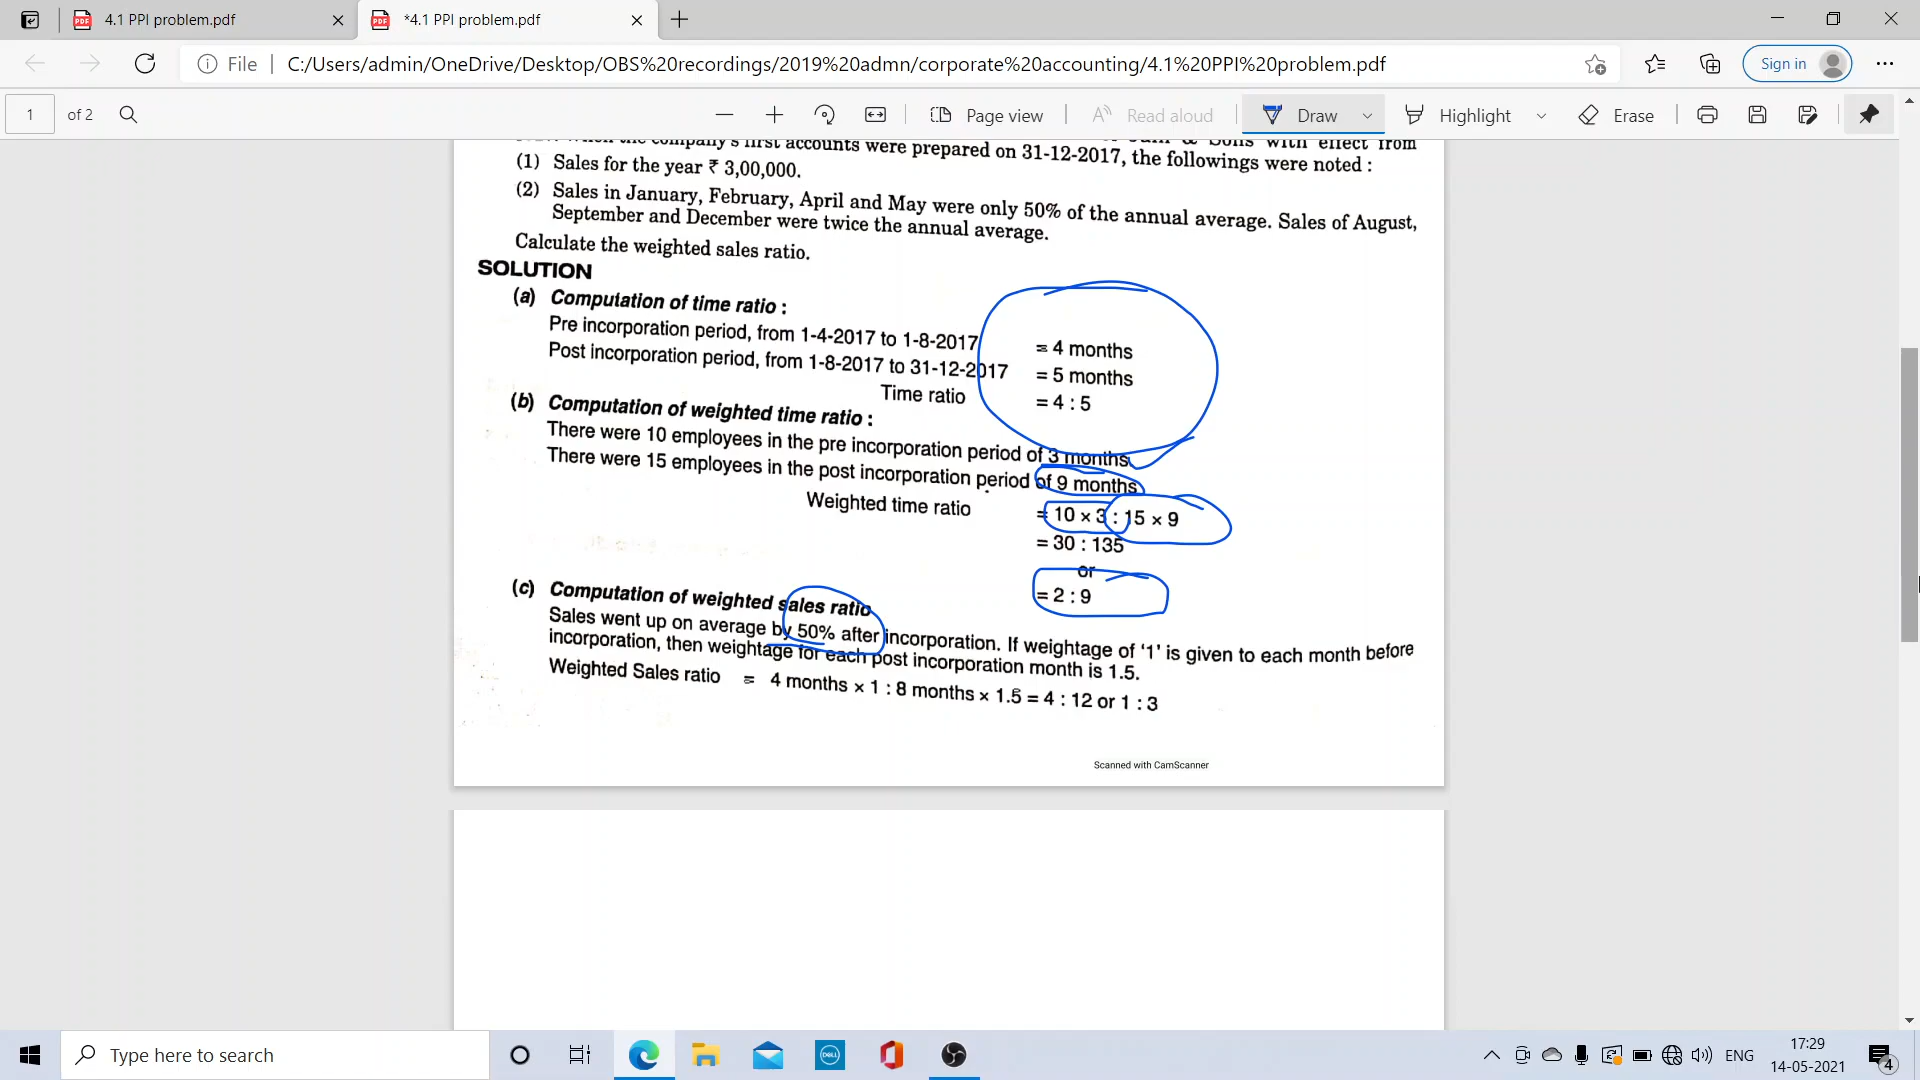 4.1 PPI problem.pdf
*4.1 PPI problem.pdf
File
C:/Users/admin/OneDrive/Desktop/OBS%20recordings/2019%20admn/corporate%20accounting/4.1%20PPI%20problem.pdf
Sign in
1 of 2
Page view
Read aloud
Draw
Highlight
Erase
when the company's first accounts were prepared on 31-12-2017, the followings were noted :
(1) Sales for the year ₹ 3,00,000.
(2) Sales in January, February, April and May were only 50% of the annual average. Sales of August,
September and December were twice the annual average.
Calculate the weighted sales ratio.
SOLUTION
(a) Computation of time ratio :
Pre incorporation period, from 1-4-2017 to 1-8-2017 = 4 months
Post incorporation period, from 1-8-2017 to 31-12-2017 = 5 months
Time ratio = 4 : 5
(b) Computation of weighted time ratio :
There were 10 employees in the pre incorporation period of 3 months
There were 15 employees in the post incorporation period of 9 months
Weighted time ratio = 10 × 3 : 15 × 9
= 30 : 135
or
= 2 : 9
(c) Computation of weighted sales ratio
Sales went up on average by 50% after incorporation. If weightage of '1' is given to each month before
incorporation, then weightage for each post incorporation month is 1.5.
Weighted Sales ratio = 4 months × 1 : 8 months × 1.5 = 4 : 12 or 1 : 3
Scanned with CamScanner
Type here to search
DELL
ENG
17:29
14-05-2021
4